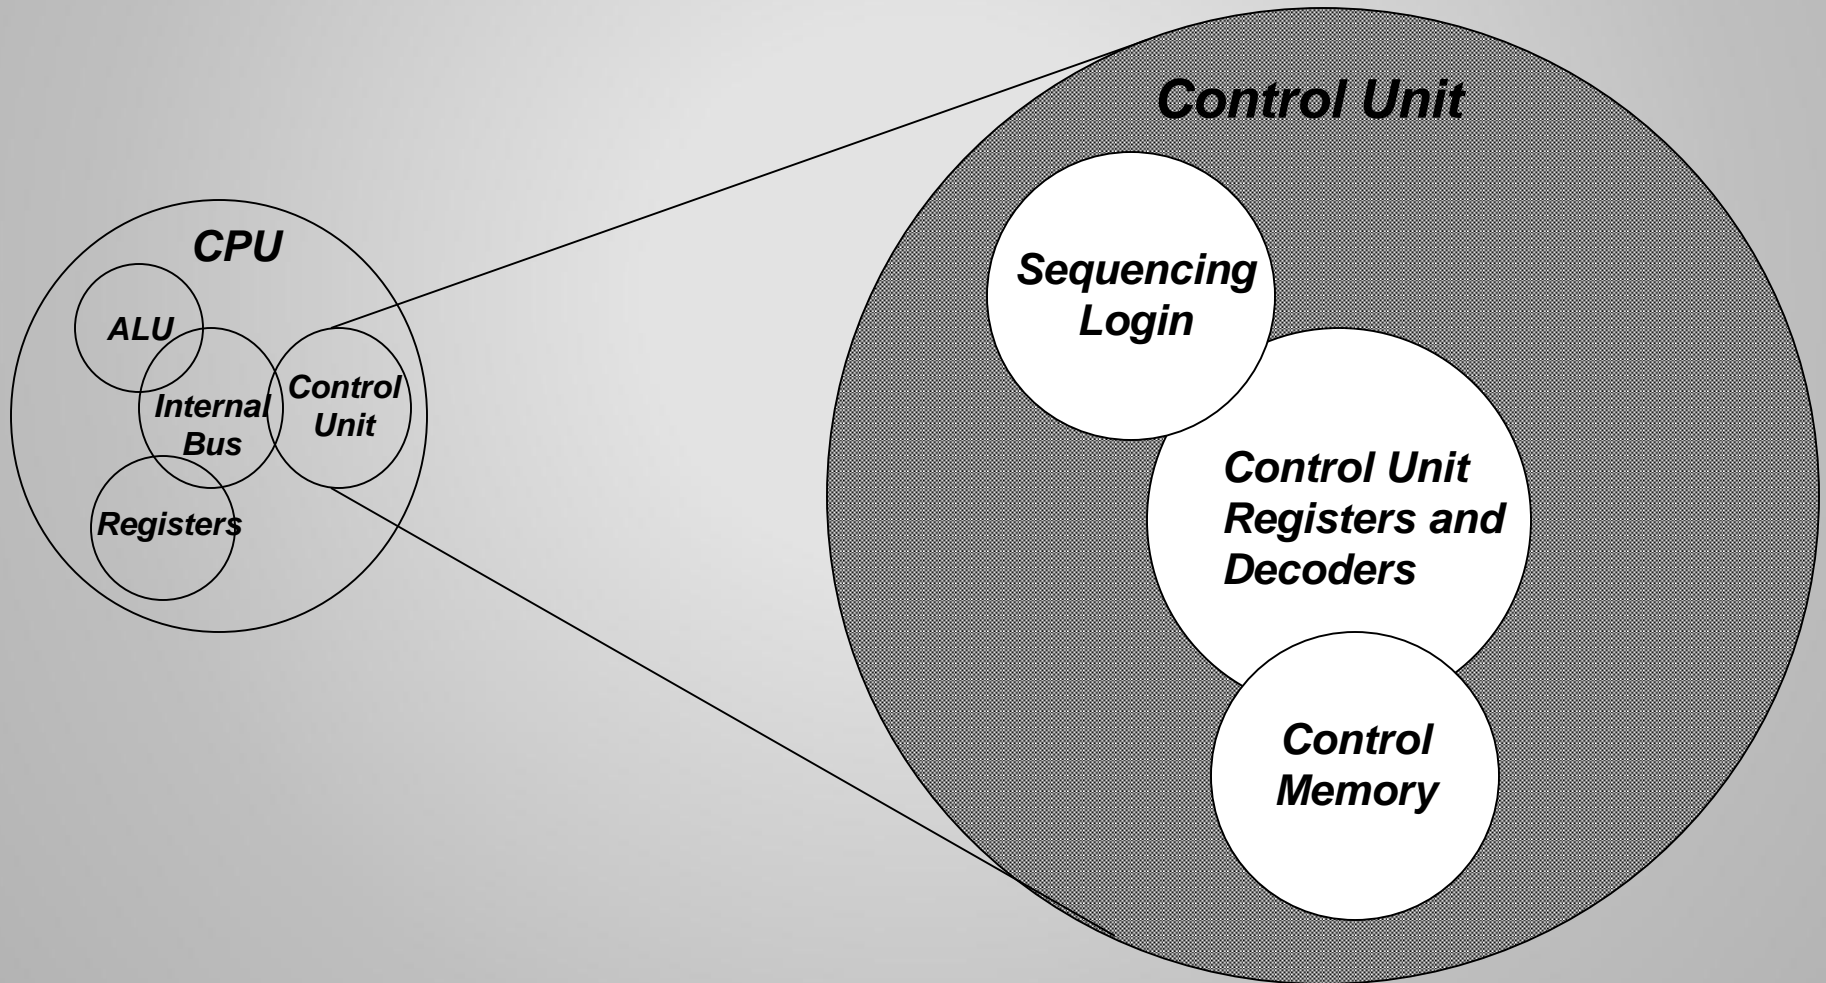 CPU
ALU
Internal
Bus
Control
Unit
Registers
Control Unit
Sequencing
Login
Control Unit
Registers and
Decoders
Control
Memory